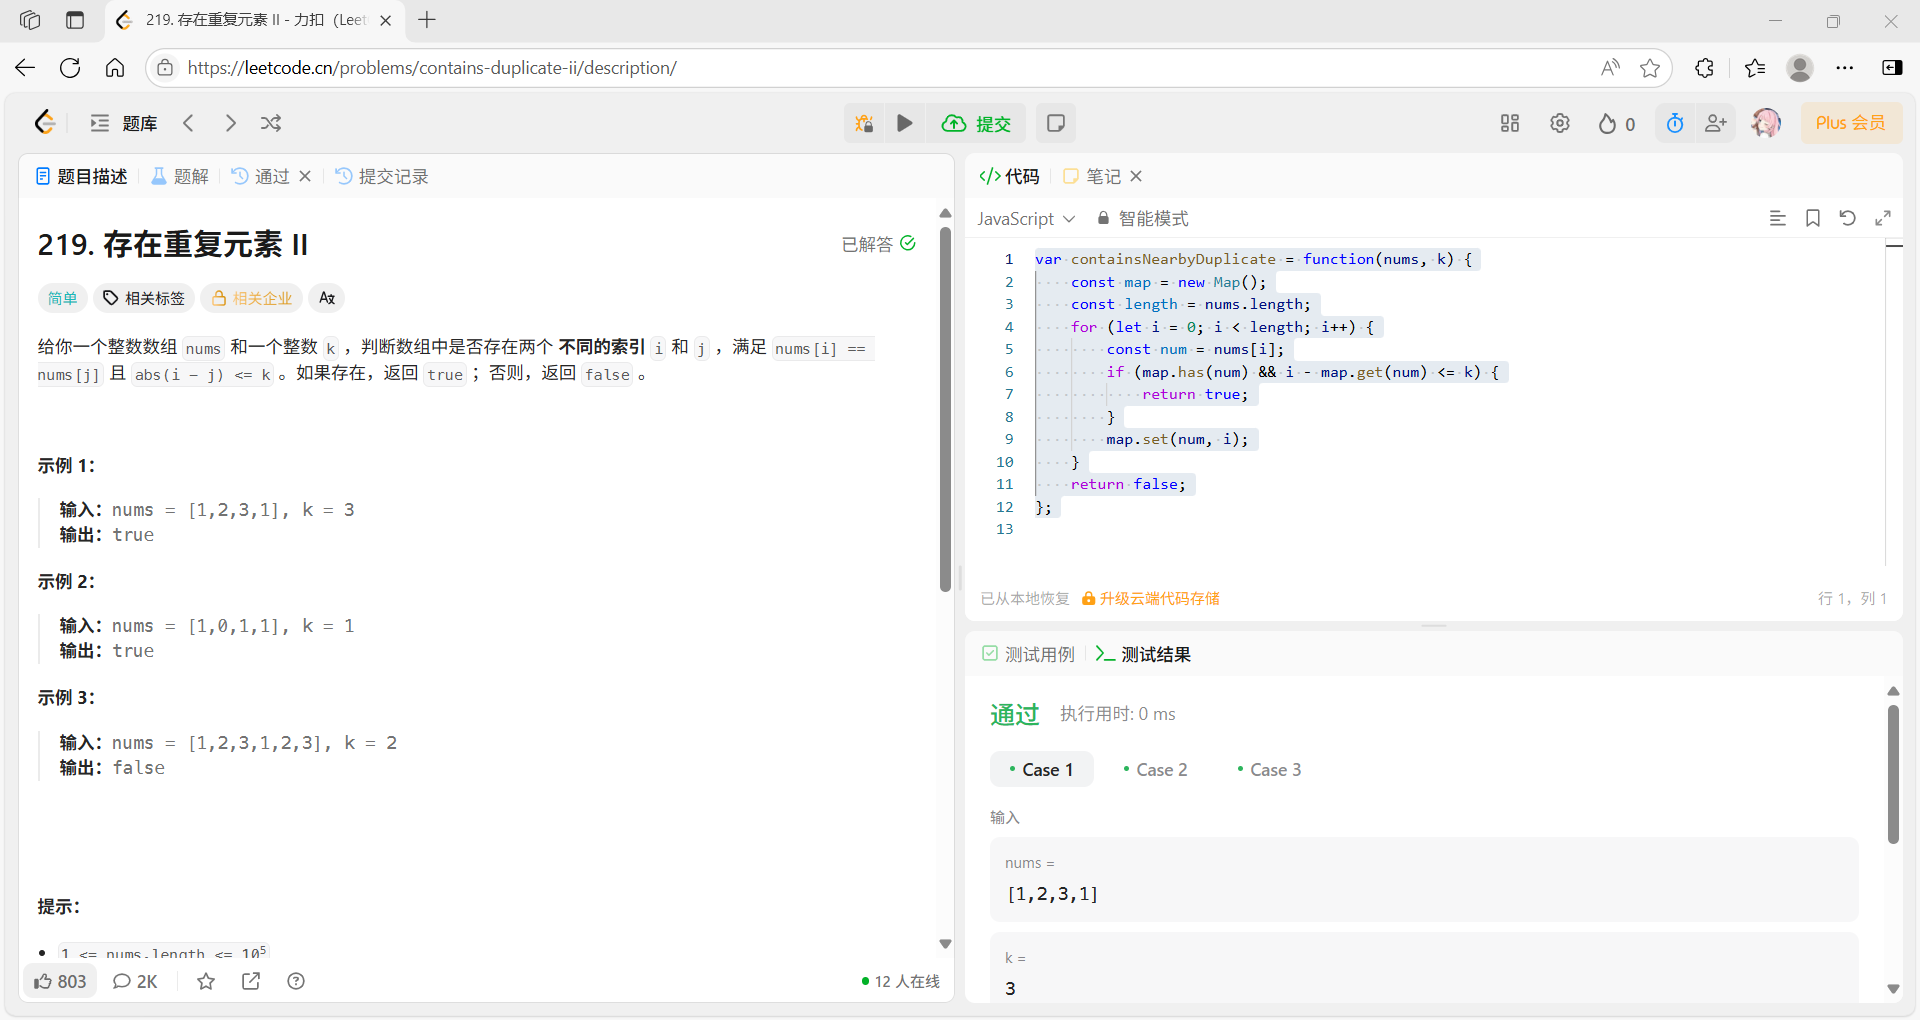 219. 存在重复元素 II - 力扣（Leet
https://leetcode.cn/problems/contains-duplicate-ii/description/
题库
提交
0
Plus 会员
题目描述
题解
通过
提交记录
219. 存在重复元素 II
已解答
简单
相关标签
相关企业
给你一个整数数组 nums 和一个整数 k ，判断数组中是否存在两个 不同的索引 i 和 j ，满足 nums[i] ==
nums[j] 且 abs(i - j) <= k 。如果存在，返回 true ；否则，返回 false 。
示例 1：
输入：nums = [1,2,3,1], k = 3
输出：true
示例 2：
输入：nums = [1,0,1,1], k = 1
输出：true
示例 3：
输入：nums = [1,2,3,1,2,3], k = 2
输出：false
提示：
1 <= nums.length <= 10⁵
803
2K
12 人在线
</> 代码
笔记
JavaScript
智能模式
1 var containsNearbyDuplicate = function(nums, k) {
2     const map = new Map();
3     const length = nums.length;
4     for (let i = 0; i < length; i++) {
5         const num = nums[i];
6         if (map.has(num) && i - map.get(num) <= k) {
7             return true;
8         }
9         map.set(num, i);
10     }
11     return false;
12 };
13
已从本地恢复
升级云端代码存储
行 1，列 1
测试用例
测试结果
通过
执行用时: 0 ms
Case 1
Case 2
Case 3
输入
nums =
[1,2,3,1]
k =
3